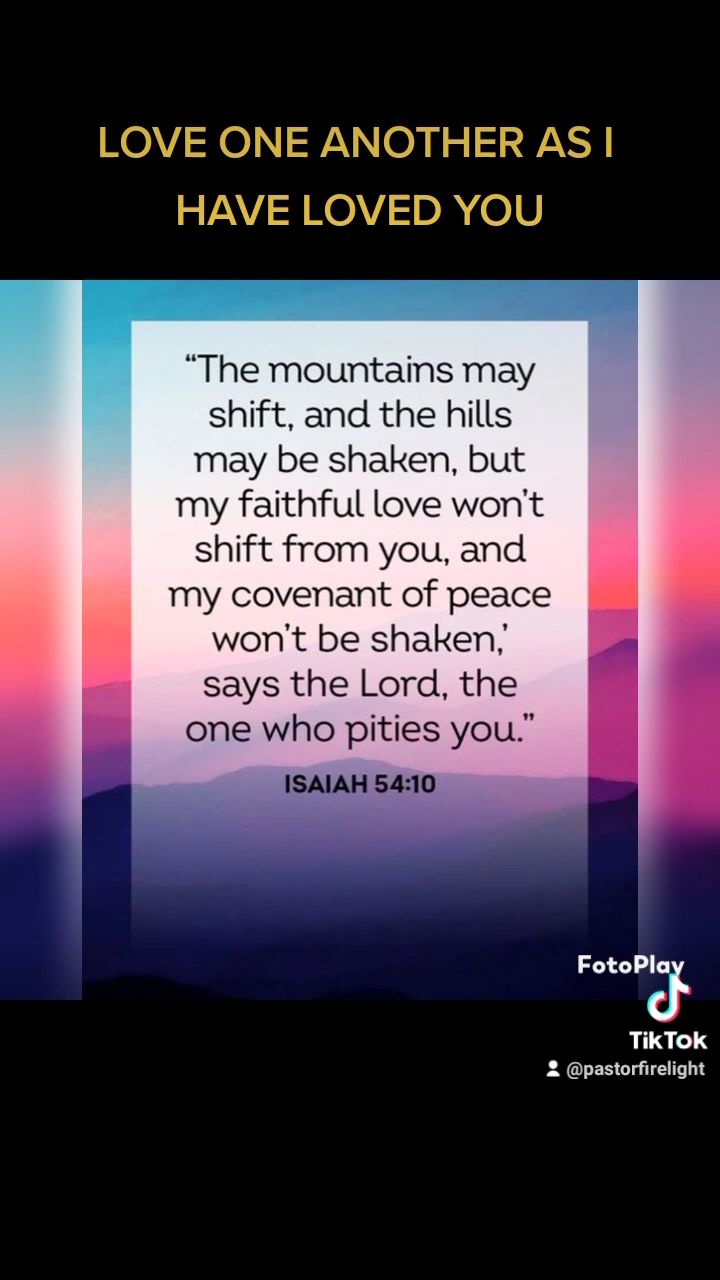 LOVE ONE ANOTHER AS I
HAVE LOVED YOU
“The mountains may
shift, and the hills
may be shaken, but
my faithful love won’t
shift from you, and
my covenant of peace
won’t be shaken,’
says the Lord, the
one who pities you.”
ISAIAH 54:10
FotoPlay
TikTok
@pastorfirelight